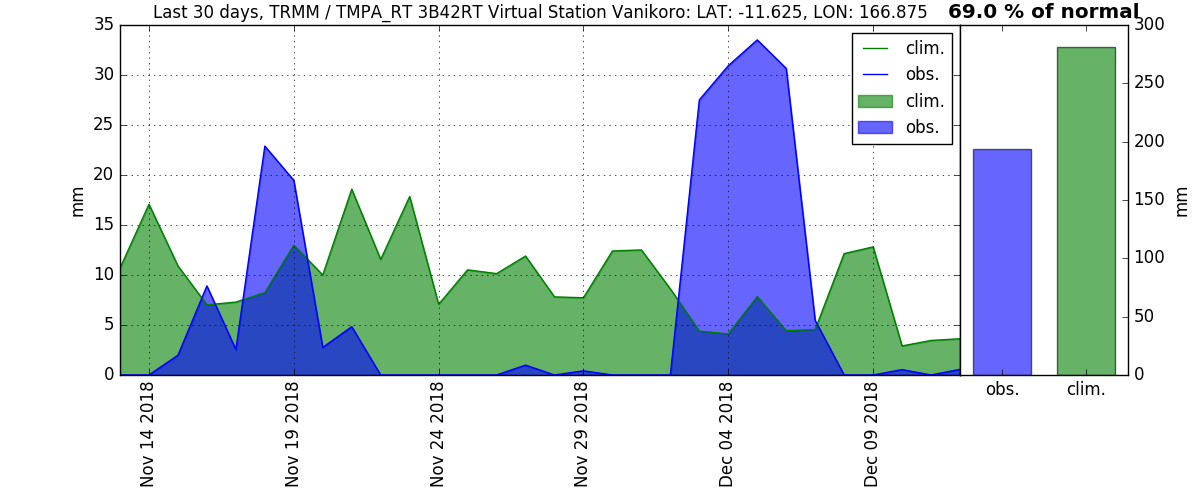 Last 30 days, TRMM / TMPA_RT 3B42RT Virtual Station Vanikoro: LAT: -11.625, LON: 166.875
69.0 % of normal
35
30
25
20
15
10
5
0
mm
clim.
obs.
clim.
obs.
Nov 14 2018
Nov 19 2018
Nov 24 2018
Nov 29 2018
Dec 04 2018
Dec 09 2018
300
250
200
150
100
50
0
mm
obs.
clim.